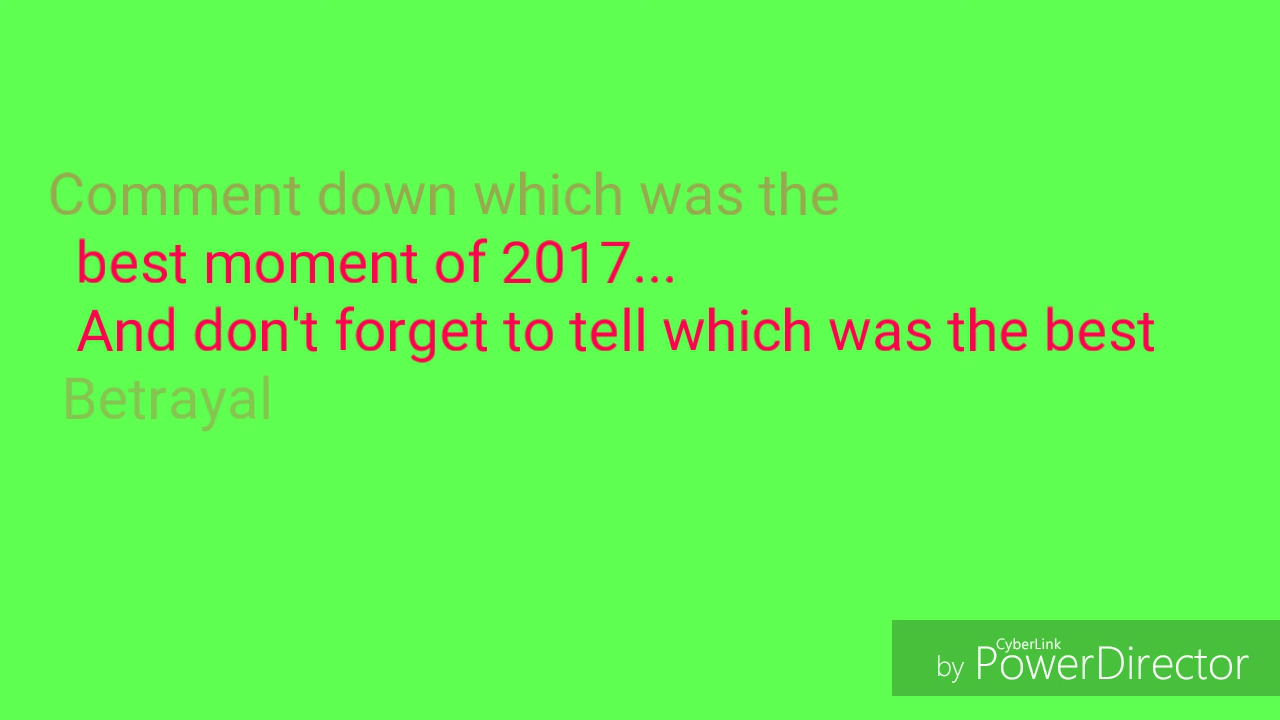 Comment down which was the
best moment of 2017...
And don't forget to tell which was the best
Betrayal
by CyberLink PowerDirector